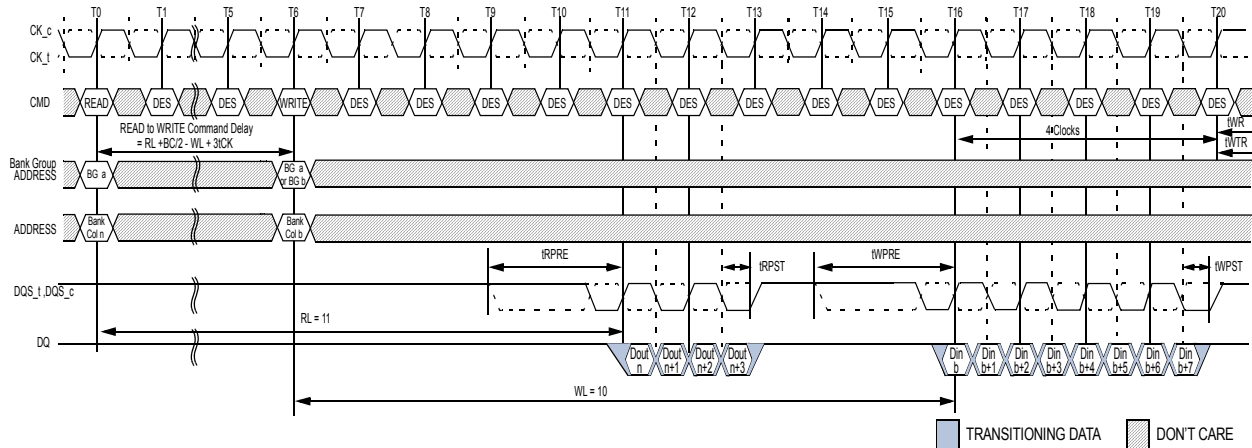 T0 T1 T5 T6 T7 T8 T9 T10 T11 T12 T13 T14 T15 T16 T17 T18 T19 T20
CK_c
CK_t
CMD READ DES DES WRITE DES DES DES DES DES DES DES DES DES DES DES DES DES DES
READ to WRITE Command Delay
= RL +BC/2 - WL + 3tCK
4•Clocks
tWR
tWTR
Bank Group
ADDRESS
BG a
BG a
or BG b
ADDRESS
Bank
Col n
Bank
Col b
tRPRE tRPST tWPRE tWPST
DQS_t ,DQS_c
RL = 11
DQ
Dout
n
Dout
n+1
Dout
n+2
Dout
n+3
Din
b
Din
b+1
Din
b+2
Din
b+3
Din
b+4
Din
b+5
Din
b+6
Din
b+7
WL = 10
TRANSITIONING DATA DON'T CARE